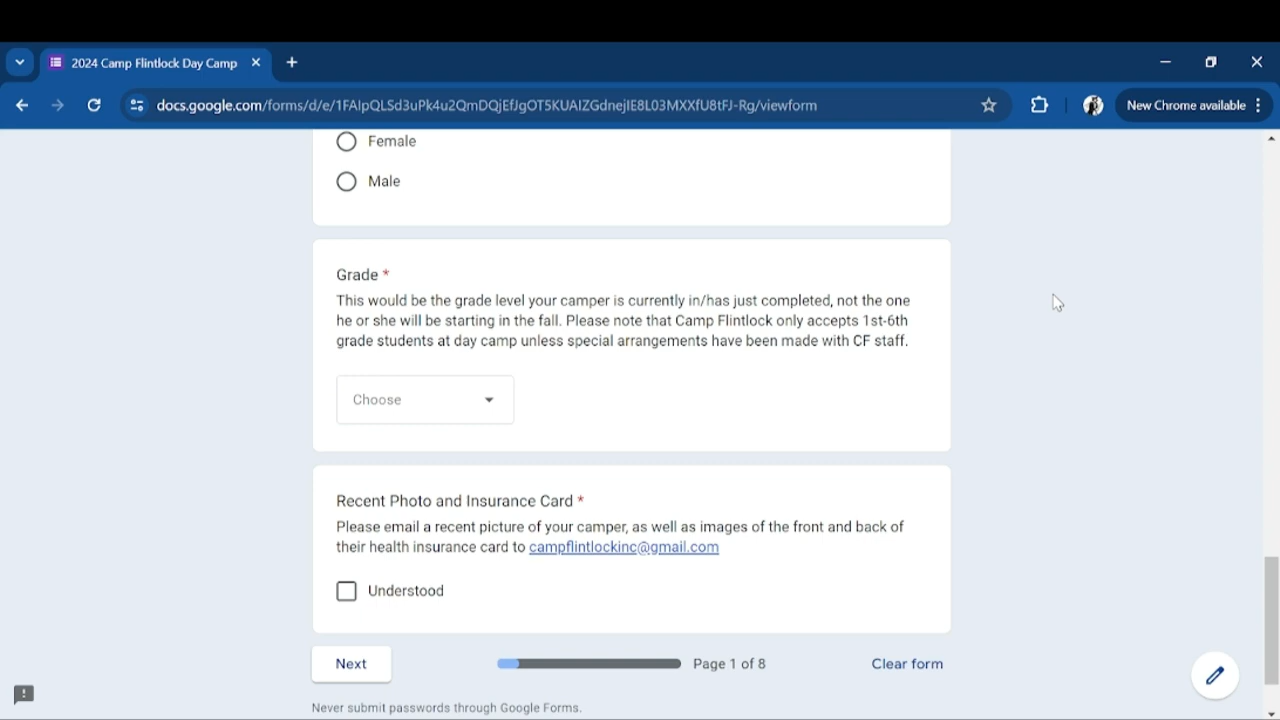 2024 Camp Flintlock Day Camp
docs.google.com/forms/d/e/1FAIpQLSd3uPk4u2QmDQjEfJgOT5KUAIZGdnejIE8L03MXXfU8tFJ-Rg/viewform
New Chrome available
Female
Male
Grade *
This would be the grade level your camper is currently in/has just completed, not the one
he or she will be starting in the fall. Please note that Camp Flintlock only accepts 1st-6th
grade students at day camp unless special arrangements have been made with CF staff.
Choose
Recent Photo and Insurance Card *
Please email a recent picture of your camper, as well as images of the front and back of
their health insurance card to campflintlockinc@gmail.com
Understood
Next
Page 1 of 8
Clear form
Never submit passwords through Google Forms.